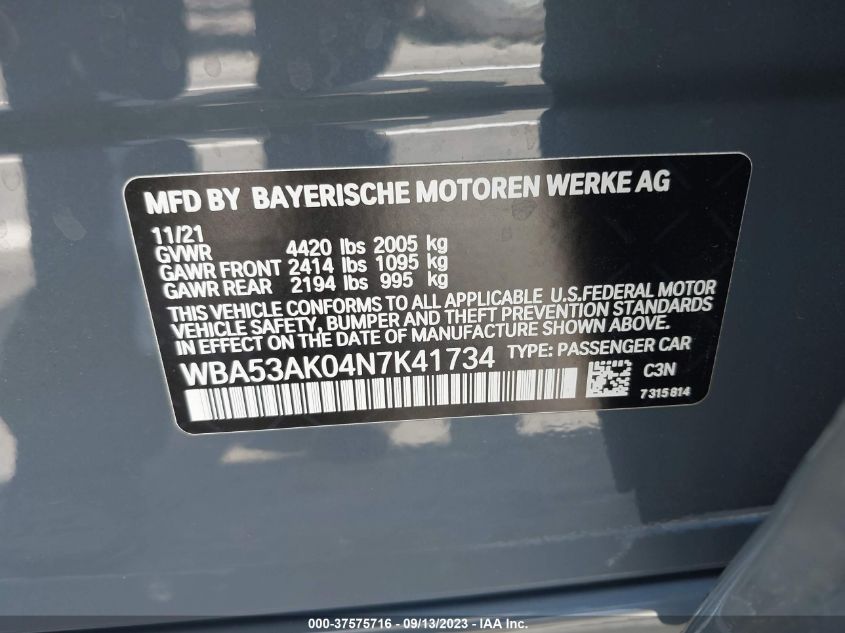 MFD BY BAYERISCHE MOTOREN WERKE AG
11/21
GVWR 4420 lbs 2005 kg
GAWR FRONT 2414 lbs 1095 kg
GAWR REAR 2194 lbs 995 kg
THIS VEHICLE CONFORMS TO ALL APPLICABLE U.S.FEDERAL MOTOR
VEHICLE SAFETY, BUMPER AND THEFT PREVENTION STANDARDS
IN EFFECT ON THE DATE OF MANUFACTURE SHOWN ABOVE.
WBA53AK04N7K41734 TYPE: PASSENGER CAR
C3N
7315814
000-37575716 - 09/13/2023 - IAA Inc.